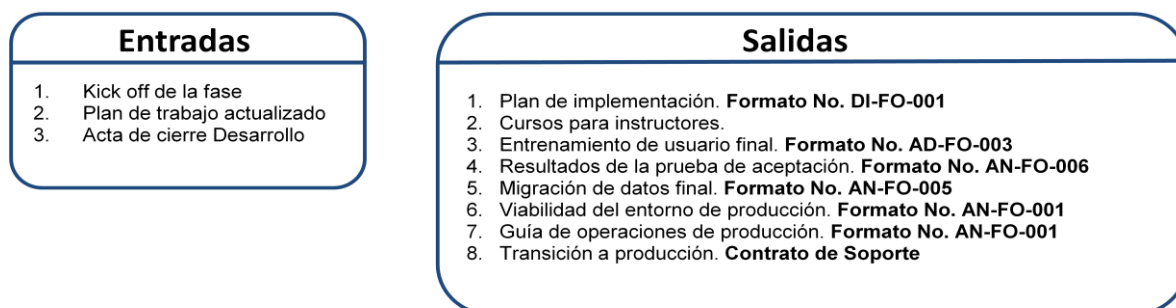 Entradas
1. Kick off de la fase
2. Plan de trabajo actualizado
3. Acta de cierre Desarrollo
Salidas
1. Plan de implementación. Formato No. DI-FO-001
2. Cursos para instructores.
3. Entrenamiento de usuario final. Formato No. AD-FO-003
4. Resultados de la prueba de aceptación. Formato No. AN-FO-006
5. Migración de datos final. Formato No. AN-FO-005
6. Viabilidad del entorno de producción. Formato No. AN-FO-001
7. Guía de operaciones de producción. Formato No. AN-FO-001
8. Transición a producción. Contrato de Soporte